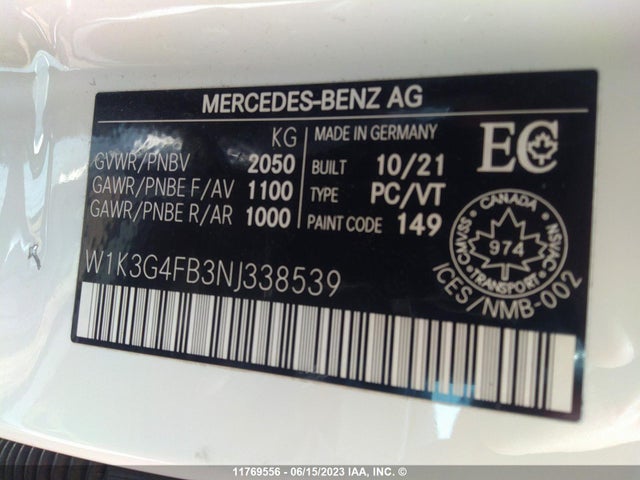 MERCEDES-BENZ AG
KG
GVWR/PNBV 2050
GAWR/PNBE F/AV 1100
GAWR/PNBE R/AR 1000
MADE IN GERMANY
BUILT 10/21
TYPE PC/VT
PAINT CODE 149
EC
CANADA
CMVSS 974 NSVAC
TRANSPORT
ICES/NMB-002
W1K3G4FB3NJ338539
11769556 - 06/15/2023 IAA, INC. ©